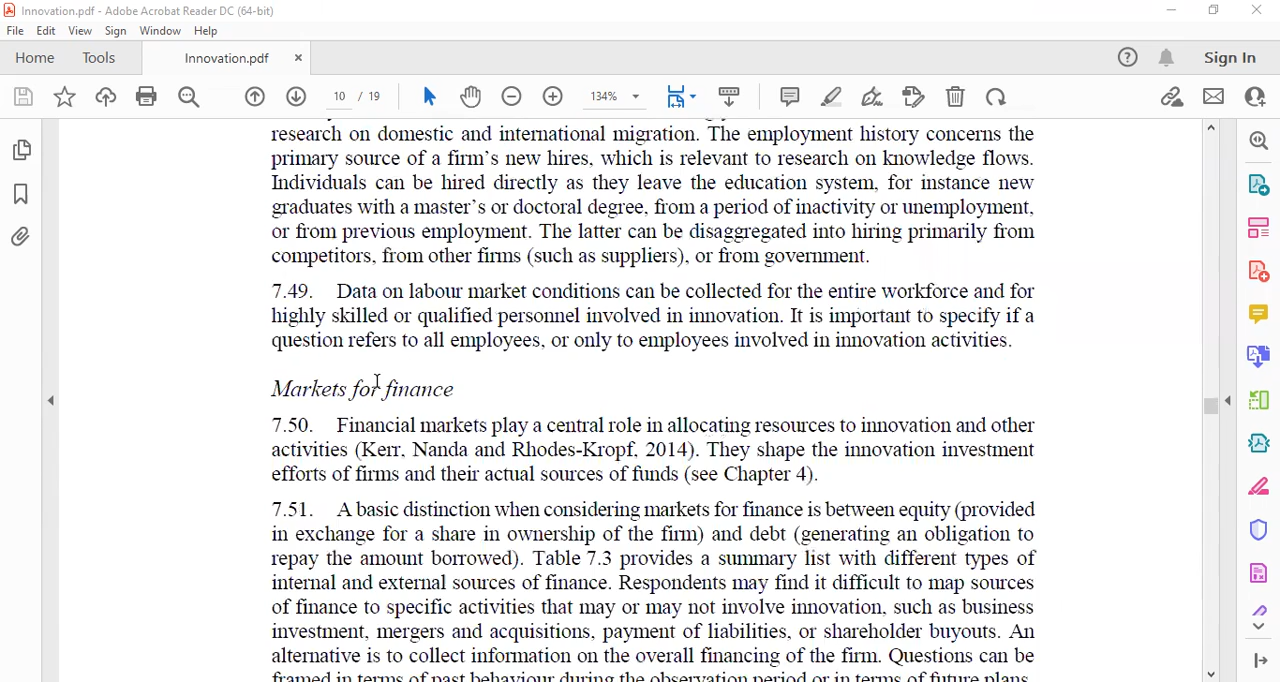 Innovation.pdf - Adobe Acrobat Reader DC (64-bit)
File Edit View Sign Window Help
Home Tools Innovation.pdf × Sign In
10 / 19 134%
research on domestic and international migration. The employment history concerns the
primary source of a firm's new hires, which is relevant to research on knowledge flows.
Individuals can be hired directly as they leave the education system, for instance new
graduates with a master's or doctoral degree, from a period of inactivity or unemployment,
or from previous employment. The latter can be disaggregated into hiring primarily from
competitors, from other firms (such as suppliers), or from government.
7.49. Data on labour market conditions can be collected for the entire workforce and for
highly skilled or qualified personnel involved in innovation. It is important to specify if a
question refers to all employees, or only to employees involved in innovation activities.
Markets for finance
7.50. Financial markets play a central role in allocating resources to innovation and other
activities (Kerr, Nanda and Rhodes-Kropf, 2014). They shape the innovation investment
efforts of firms and their actual sources of funds (see Chapter 4).
7.51. A basic distinction when considering markets for finance is between equity (provided
in exchange for a share in ownership of the firm) and debt (generating an obligation to
repay the amount borrowed). Table 7.3 provides a summary list with different types of
internal and external sources of finance. Respondents may find it difficult to map sources
of finance to specific activities that may or may not involve innovation, such as business
investment, mergers and acquisitions, payment of liabilities, or shareholder buyouts. An
alternative is to collect information on the overall financing of the firm. Questions can be
framed in terms of past behaviour during the observation period or in terms of future plans,